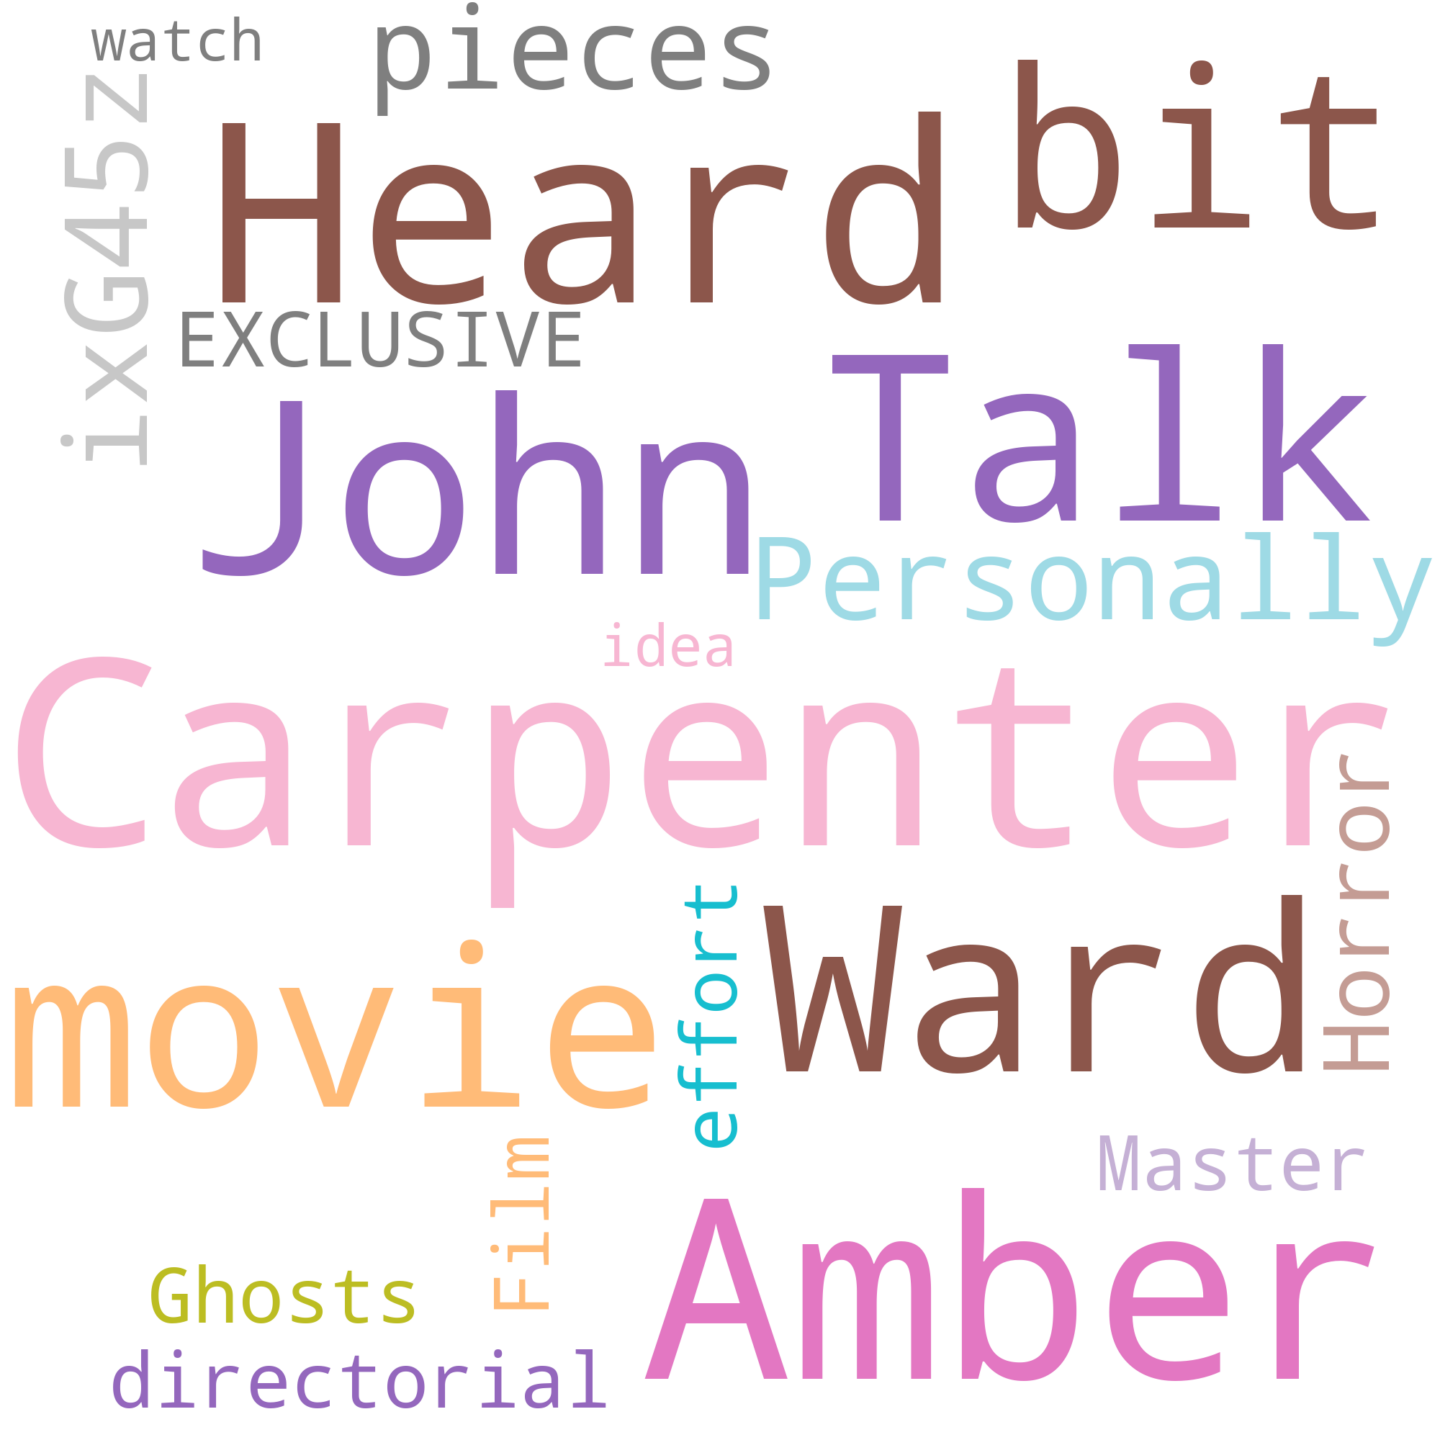 watch
pieces
ixG45z
Heard
bit
EXCLUSIVE
John
Talk
Personally
idea
Carpenter
Horror
movie
effort
Ward
Film
Master
Ghosts
Amber
directorial